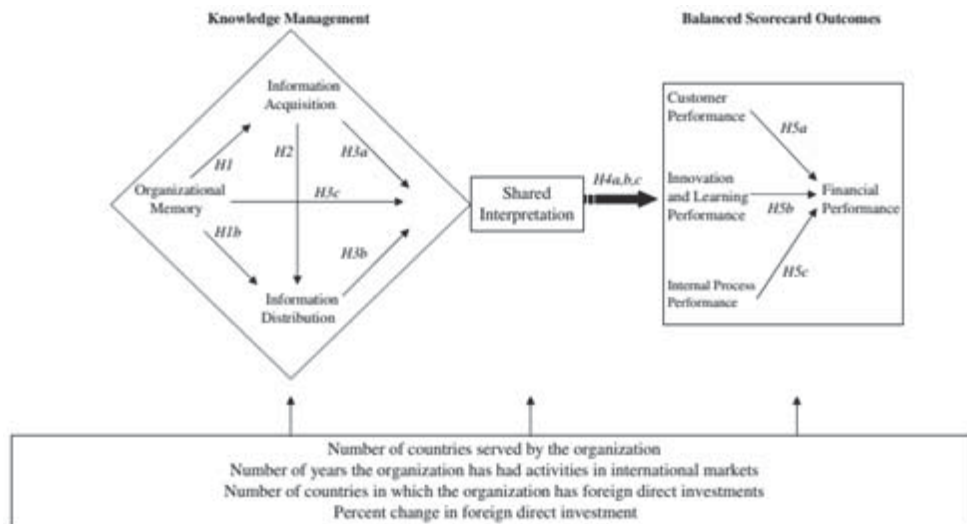 Knowledge Management
Balanced Scorecard Outcomes
Information
Acquisition
H1
H2
H3a
Organizational
Memory
H3c
H1b
H3b
Information
Distribution
Shared
Interpretation
H4a,b,c
Customer
Performance
H5a
Innovation
and Learning
Performance
H5b
Financial
Performance
H5c
Internal Process
Performance
Number of countries served by the organization
Number of years the organization has had activities in international markets
Number of countries in which the organization has foreign direct investments
Percent change in foreign direct investment